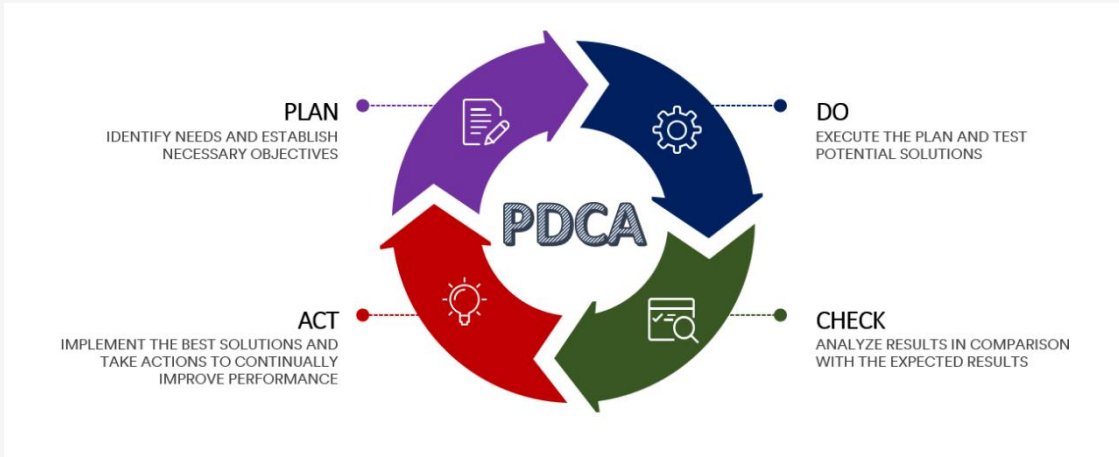 PLAN
IDENTIFY NEEDS AND ESTABLISH
NECESSARY OBJECTIVES
DO
EXECUTE THE PLAN AND TEST
POTENTIAL SOLUTIONS
PDCA
ACT
IMPLEMENT THE BEST SOLUTIONS AND
TAKE ACTIONS TO CONTINUALLY
IMPROVE PERFORMANCE
CHECK
ANALYZE RESULTS IN COMPARISON
WITH THE EXPECTED RESULTS